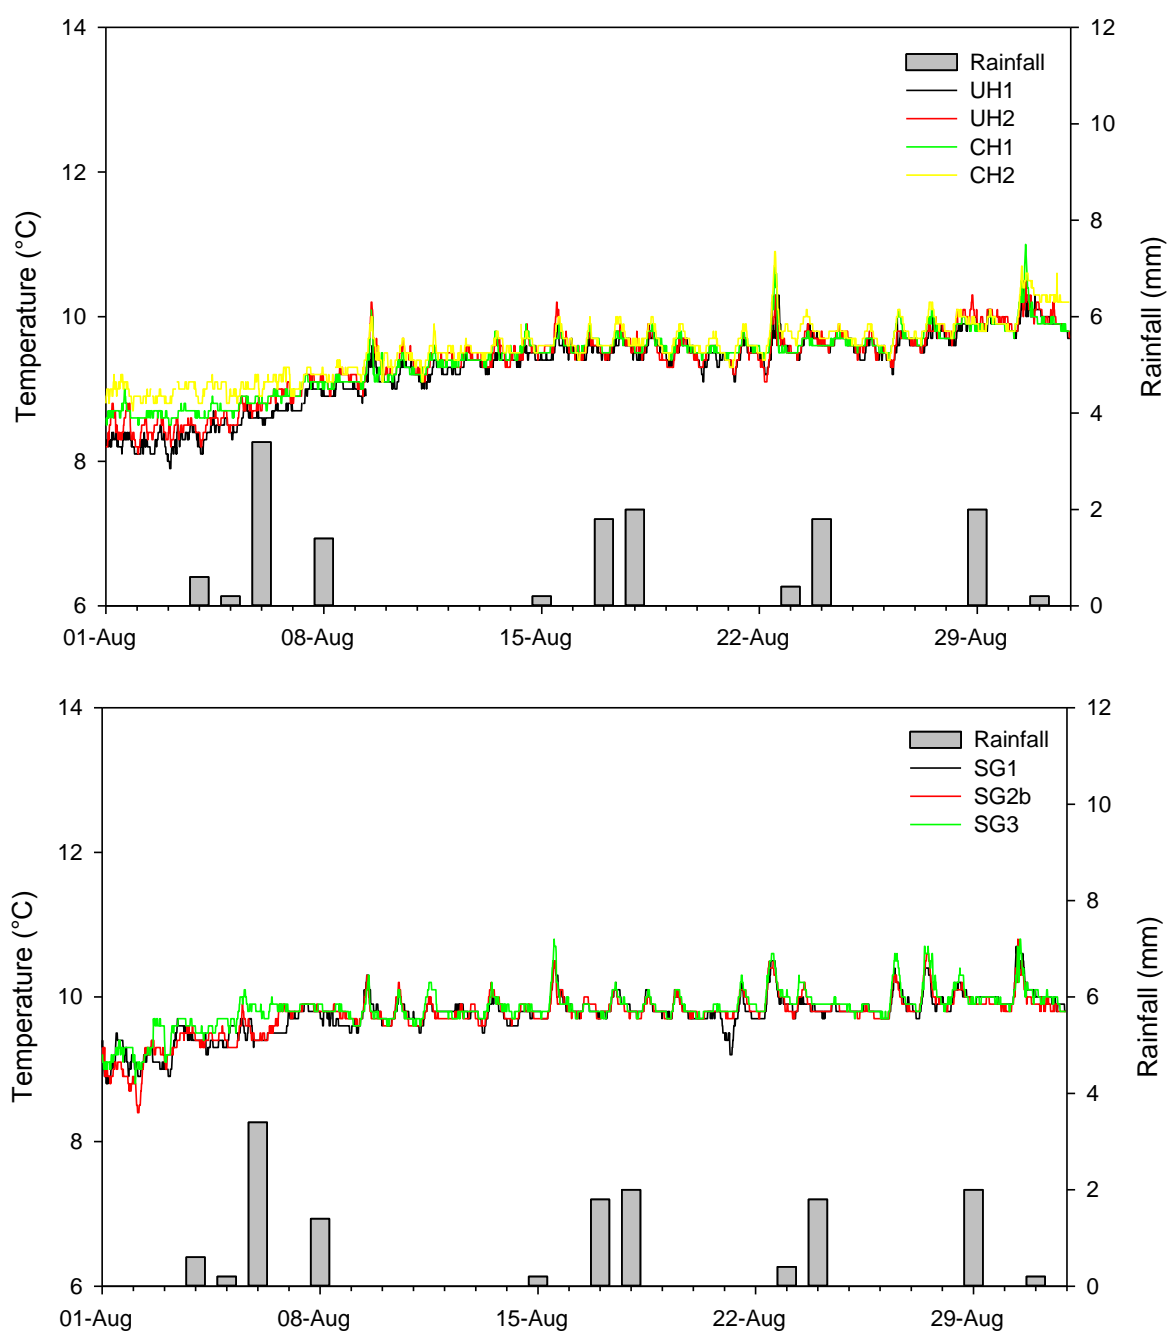 14
12
Rainfall
UH1
UH2
CH1
CH2
12
10
8
6
4
2
0
Rainfall (mm)
Temperature (°C)
12
10
8
6
01-Aug
08-Aug
15-Aug
22-Aug
29-Aug
14
12
Rainfall
SG1
SG2b
SG3
12
10
8
6
4
2
0
Rainfall (mm)
Temperature (°C)
12
10
8
6
01-Aug
08-Aug
15-Aug
22-Aug
29-Aug